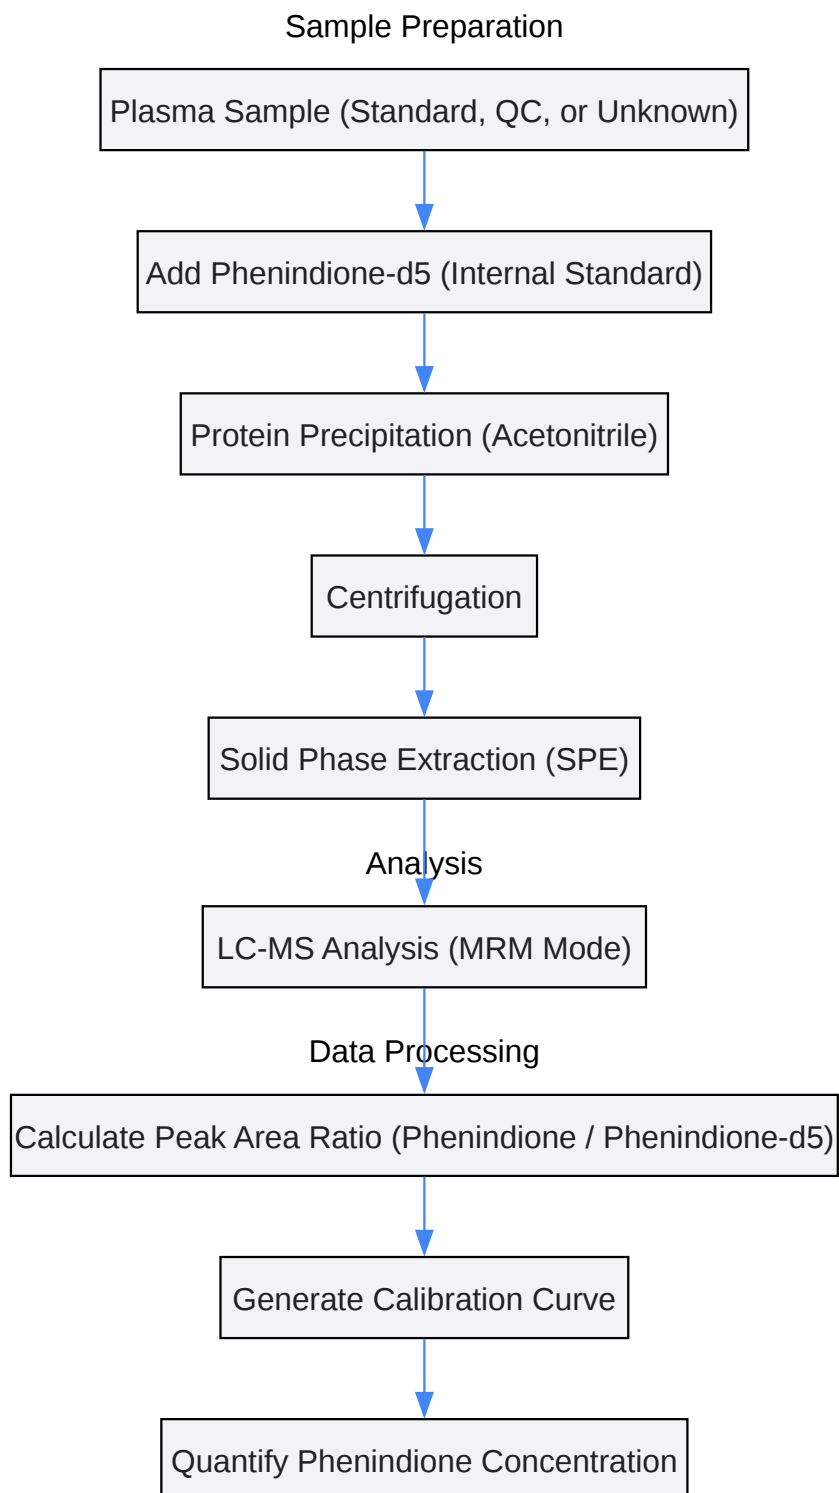 Sample Preparation
Plasma Sample (Standard, QC, or Unknown)
Add Phenindione-d5 (Internal Standard)
Protein Precipitation (Acetonitrile)
Centrifugation
Solid Phase Extraction (SPE)
Analysis
LC-MS Analysis (MRM Mode)
Data Processing
Calculate Peak Area Ratio (Phenindione / Phenindione-d5)
Generate Calibration Curve
Quantify Phenindione Concentration